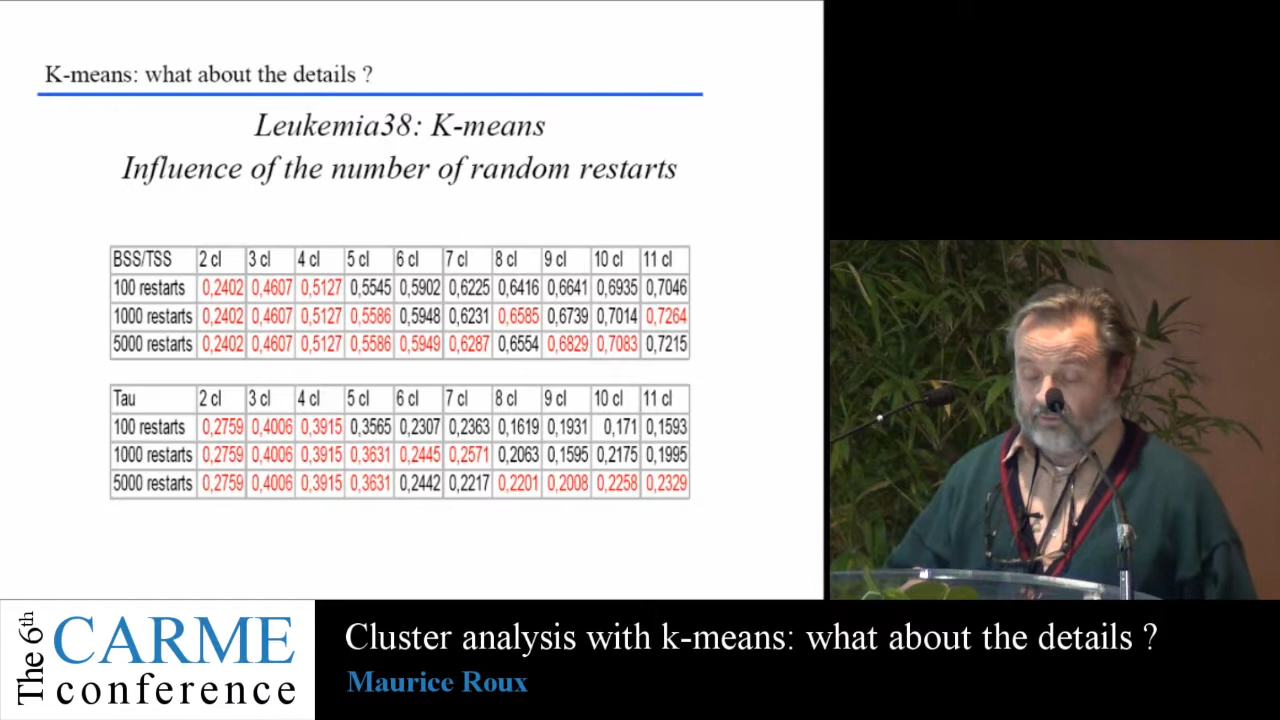 K-means: what about the details ?
Leukemia38: K-means
Influence of the number of random restarts
BSS/TSS 2 cl 3 cl 4 cl 5 cl 6 cl 7 cl 8 cl 9 cl 10 cl 11 cl
100 restarts 0,2402 0,4607 0,5127 0,5545 0,5902 0,6225 0,6416 0,6641 0,6935 0,7046
1000 restarts 0,2402 0,4607 0,5127 0,5586 0,5948 0,6231 0,6585 0,6739 0,7014 0,7264
5000 restarts 0,2402 0,4607 0,5127 0,5586 0,5949 0,6287 0,6554 0,6829 0,7083 0,7215
Tau 2 cl 3 cl 4 cl 5 cl 6 cl 7 cl 8 cl 9 cl 10 cl 11 cl
100 restarts 0,2759 0,4006 0,3915 0,3565 0,2307 0,2363 0,1619 0,1931 0,171 0,1593
1000 restarts 0,2759 0,4006 0,3915 0,3631 0,2445 0,2571 0,2063 0,1595 0,2175 0,1995
5000 restarts 0,2759 0,4006 0,3915 0,3631 0,2442 0,2217 0,2201 0,2008 0,2258 0,2329
The 6th
CARME
conference
Cluster analysis with k-means: what about the details ?
Maurice Roux